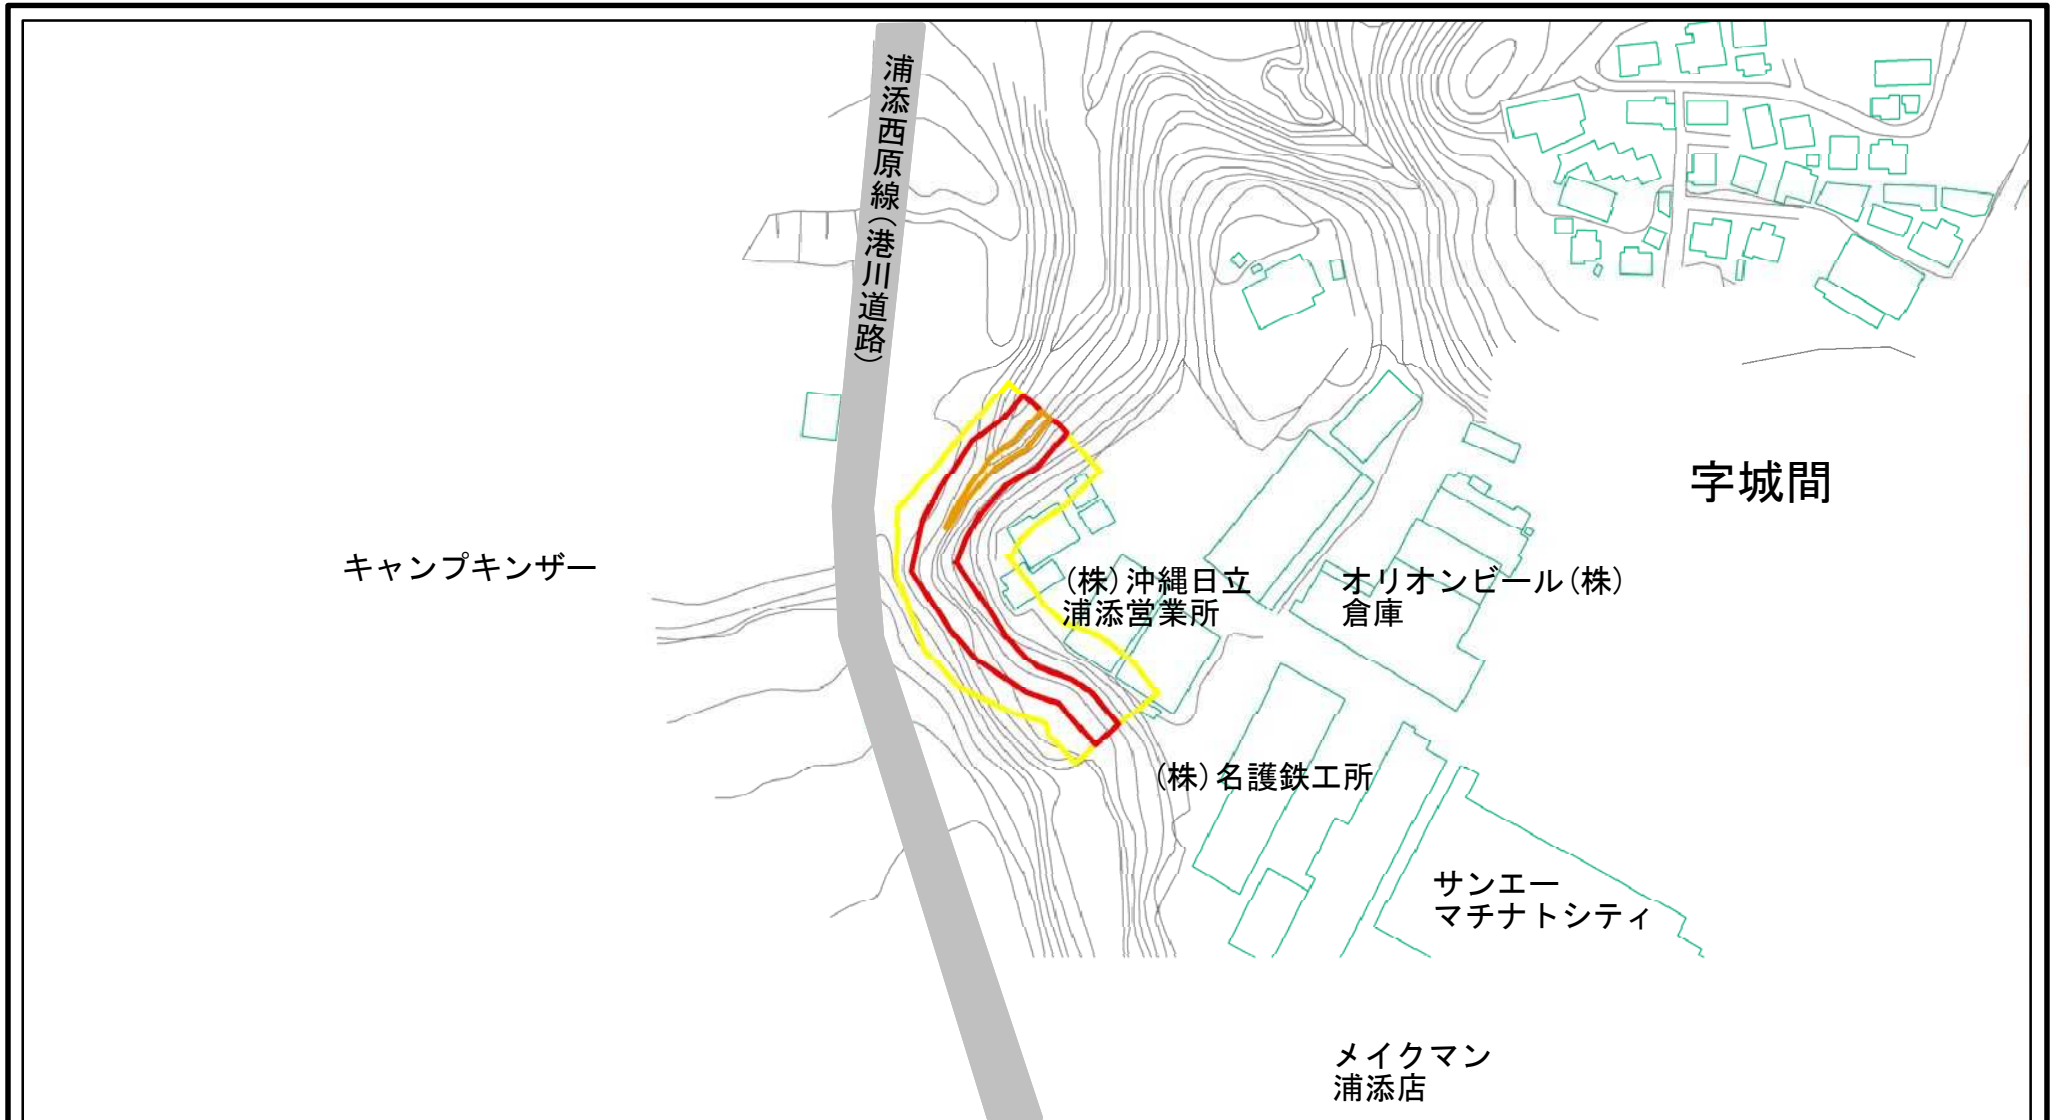 浦添西原線(港川道路)
字城間
キャンプキンザー
(株)沖縄日立
浦添営業所
オリオンビール(株)
倉庫
(株)名護鉄工所
サンエー
マチナトシティ
メイクマン
浦添店